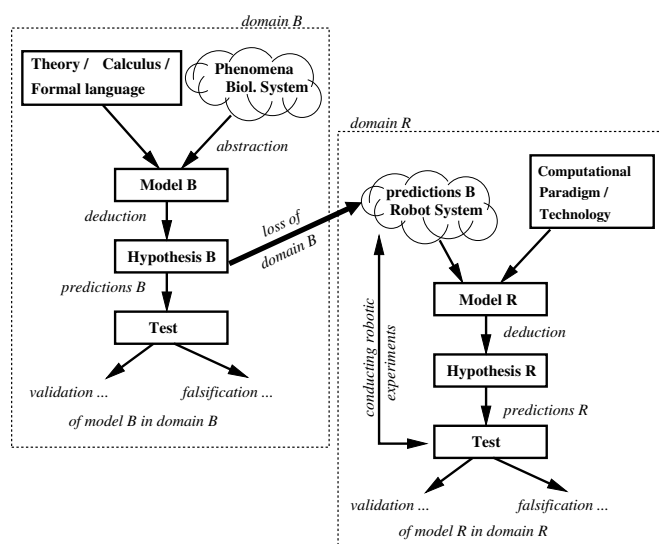 domain B
Theory / Calculus /
Formal language
Phenomena
Biol. System
abstraction
Model B
deduction
Hypothesis B
predictions B
Test
validation ...
falsification ...
of model B in domain B
loss of
domain B
domain R
predictions B
Robot System
Computational
Paradigm /
Technology
Model R
deduction
Hypothesis R
predictions R
conducting robotic
experiments
Test
validation ...
falsification ...
of model R in domain R